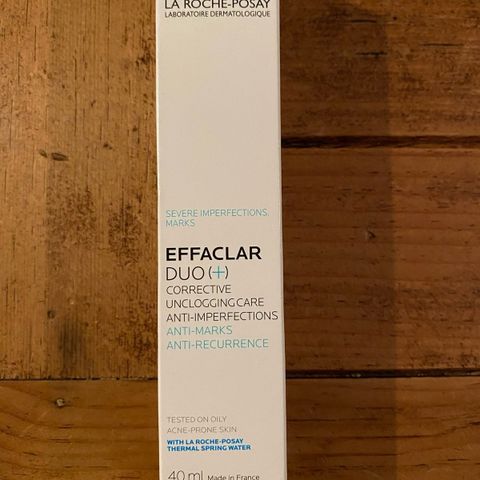 LA ROCHE-POSAY
LABORATOIRE DERMATOLOGIQUE
SEVERE IMPERFECTIONS,
MARKS
EFFACLAR
DUO (+)
CORRECTIVE
UNCLOGGING CARE
ANTI-IMPERFECTIONS
ANTI-MARKS
ANTI-RECURRENCE
TESTED ON OILY
ACNE-PRONE SKIN
WITH LA ROCHE-POSAY
THERMAL SPRING WATER
40 ml Made in France